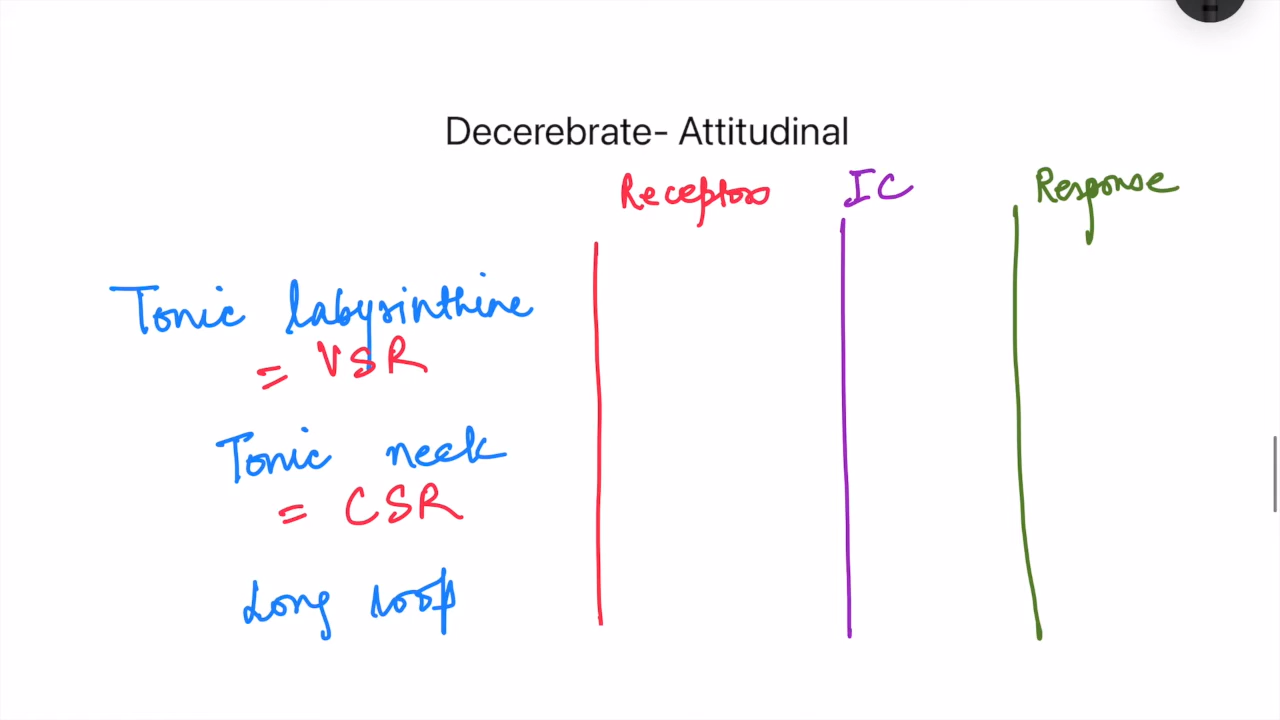 Decerebrate- Attitudinal
Receptors IC Response
Tonic labyrinthine
= VSR
Tonic neck
= CSR
Long loop